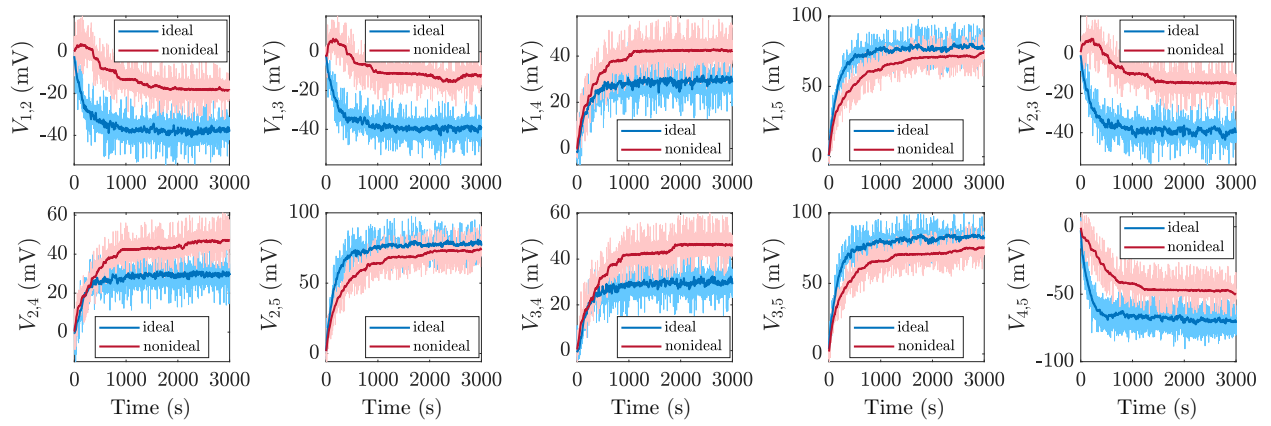 V1,2 (mV)
0
-20
-40
0 1000 2000 3000
ideal
nonideal
V1,3 (mV)
0
-20
-40
0 1000 2000 3000
ideal
nonideal
V1,4 (mV)
40
20
0
0 1000 2000 3000
ideal
nonideal
V1,5 (mV)
100
50
0
0 1000 2000 3000
ideal
nonideal
V2,3 (mV)
0
-20
-40
0 1000 2000 3000
ideal
nonideal
V2,4 (mV)
60
40
20
0
0 1000 2000 3000
Time (s)
ideal
nonideal
V2,5 (mV)
100
50
0
0 1000 2000 3000
Time (s)
ideal
nonideal
V3,4 (mV)
60
40
20
0
0 1000 2000 3000
Time (s)
ideal
nonideal
V3,5 (mV)
100
50
0
0 1000 2000 3000
Time (s)
ideal
nonideal
V4,5 (mV)
0
-50
-100
0 1000 2000 3000
Time (s)
ideal
nonideal